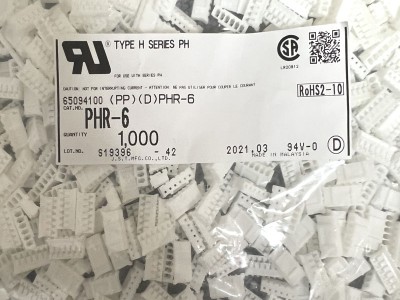 TYPE H SERIES PH
FOR USE WITH SERIES PH.
LR20812
CAUTION: NOT FOR INTERRUPTING CURRENT - ATTENTION: NE PAS UTILISER POUR COUPER LE COURANT
RoHS2-10
65094100 (PP)(D)PHR-6
CAT.NO.
PHR-6
QUANTITY
1,000
LOT.NO. S19396 - 42 2021.03 94V-0 D
J.S.T.MFG.CO.,LTD. MADE IN MALAYSIA